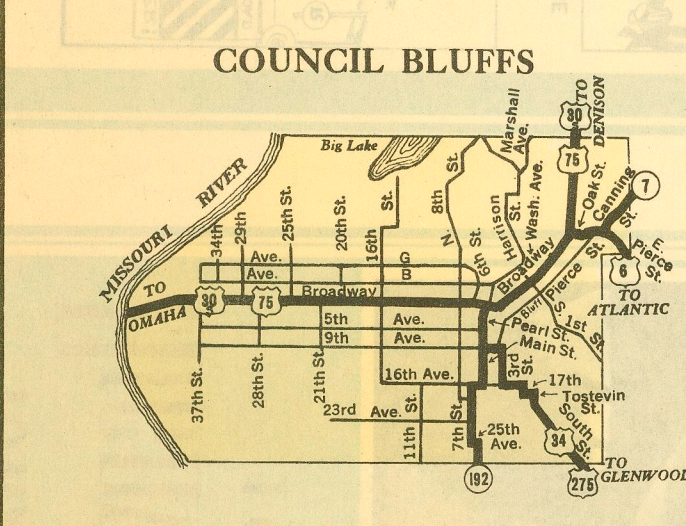 COUNCIL BLUFFS
30
TO
DENISON
Marshall
Ave.
Big Lake
75
MISSOURI RIVER
St.
8th
N
Oak St.
Canning
St.
7
34th
29th
25th St.
20th St.
16th
St.
6th St.
Harrison
St.
Wash. Ave.
E.
Pierce
St.
6
TO
ATLANTIC
Ave.
G
Ave.
B
Broadway
Broadway
Pierce St.
TO
OMAHA
30
75
Bluff
S
1st St.
5th Ave.
Pearl St.
9th Ave.
Main St.
3rd
St.
37th St.
28th St.
21th St.
16th Ave.
17th
Tostevin
St.
23rd Ave.
11th
St.
7th St.
25th
Ave.
South
St.
34
192
275
TO
GLENWOOD